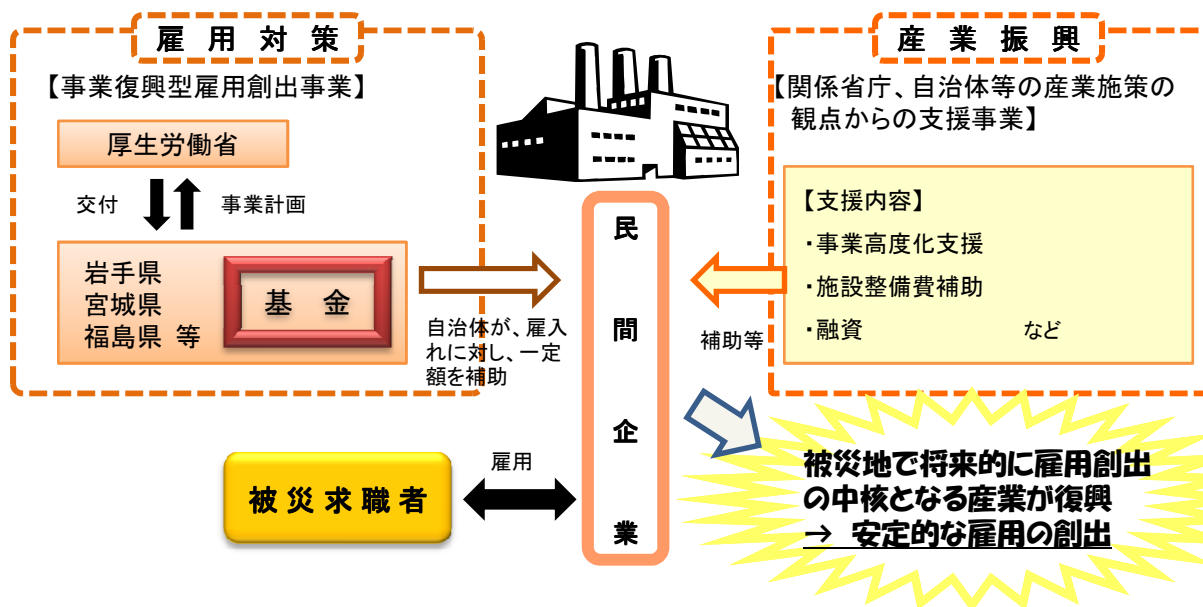 雇用対策
【事業復興型雇用創出事業】
厚生労働省
交付
事業計画
岩手県
宮城県
福島県 等
基 金
自治体が、雇入
れに対し、一定
額を補助
民間企業
産業振興
【関係省庁、自治体等の産業施策の
観点からの支援事業】
【支援内容】
・事業高度化支援
・施設整備費補助
・融資 など
補助等
被災求職者
雇用
被災地で将来的に雇用創出
の中核となる産業が復興
→ 安定的な雇用の創出